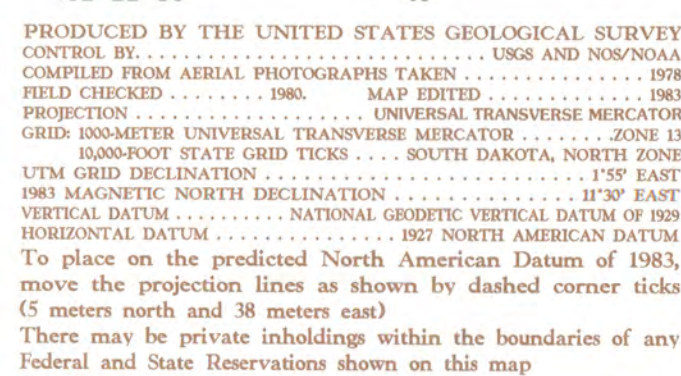 PRODUCED BY THE UNITED STATES GEOLOGICAL SURVEY
CONTROL BY. . . . . . . . . . . . . . . . . . . . . . . . . . . . . . . USGS AND NOS/NOAA
COMPILED FROM AERIAL PHOTOGRAPHS TAKEN . . . . . . . . . . . . . . . 1978
FIELD CHECKED . . . . . . . . 1980. MAP EDITED . . . . . . . . . . . . . 1983
PROJECTION . . . . . . . . . . . . . . . . . . . . UNIVERSAL TRANSVERSE MERCATOR
GRID: 1000-METER UNIVERSAL TRANSVERSE MERCATOR . . . . . . . . .ZONE 13
10,000-FOOT STATE GRID TICKS . . . . SOUTH DAKOTA, NORTH ZONE
UTM GRID DECLINATION . . . . . . . . . . . . . . . . . . . . . . . . . . . . . 1°55' EAST
1983 MAGNETIC NORTH DECLINATION . . . . . . . . . . . . . . . 11°30' EAST
VERTICAL DATUM . . . . . . . . . . NATIONAL GEODETIC VERTICAL DATUM OF 1929
HORIZONTAL DATUM . . . . . . . . . . . . . . . . 1927 NORTH AMERICAN DATUM
To place on the predicted North American Datum of 1983,
move the projection lines as shown by dashed corner ticks
(5 meters north and 38 meters east)
There may be private inholdings within the boundaries of any
Federal and State Reservations shown on this map